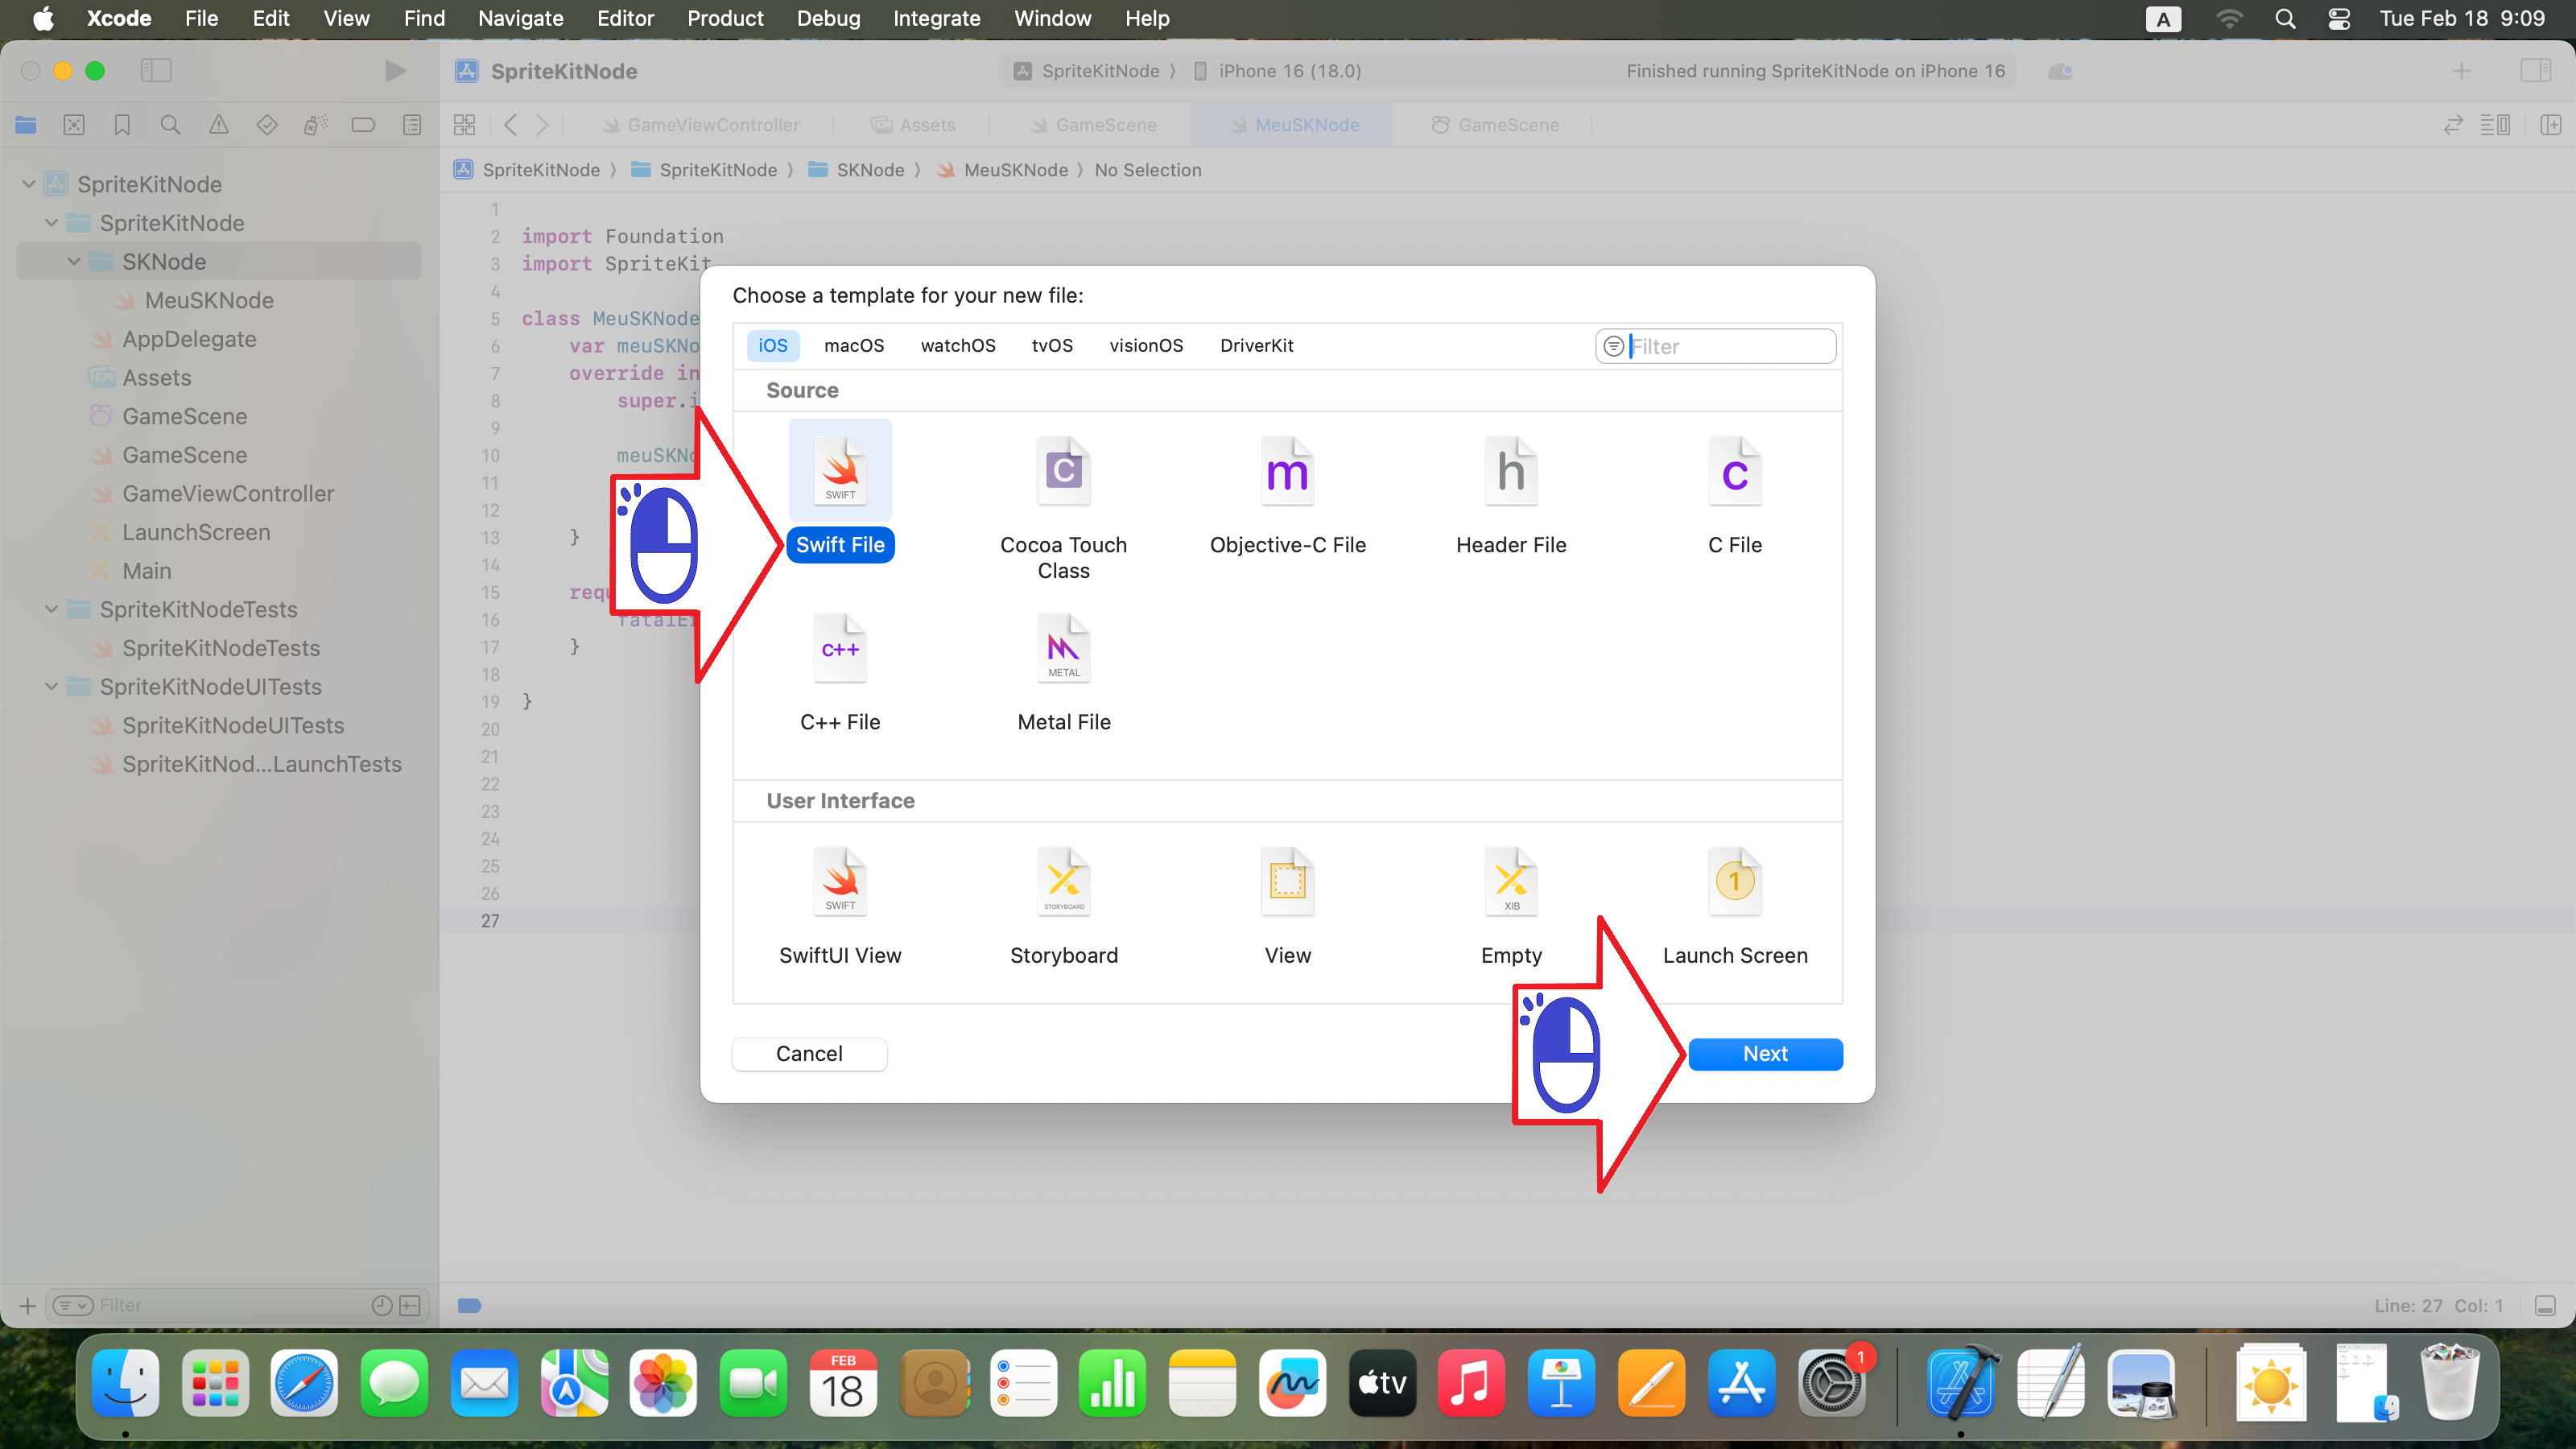 Xcode File Edit View Find Navigate Editor Product Debug Integrate Window Help A Tue Feb 18 9:09
SpriteKitNode SpriteKitNode 〉 iPhone 16 (18.0) Finished running SpriteKitNode on iPhone 16
GameViewController Assets GameScene MeuSKNode GameScene
SpriteKitNode 〉 SpriteKitNode 〉 SKNode 〉 MeuSKNode 〉 No Selection
SpriteKitNode
SpriteKitNode
SKNode
MeuSKNode
AppDelegate
Assets
GameScene
GameScene
GameViewController
LaunchScreen
Main
SpriteKitNodeTests
SpriteKitNodeTests
SpriteKitNodeUITests
SpriteKitNodeUITests
SpriteKitNod...LaunchTests
Filter
1
2 import Foundation
3 import SpriteKit
4
5 class MeuSKNode
6 var meuSKNo
7 override in
8 super.i
9
10 meuSKNo
11
12
13 }
14
15 requ
16 fatalEr
17 }
18
19 }
20
21
22
23
24
25
26
27
Choose a template for your new file:
iOS macOS watchOS tvOS visionOS DriverKit Filter
Source
SWIFT C m h c
Swift File Cocoa Touch Class Objective-C File Header File C File
C++ METAL
C++ File Metal File
User Interface
SWIFT STORYBOARD XIB 1
SwiftUI View Storyboard View Empty Launch Screen
Cancel Next
Line: 27 Col: 1
FEB
18
tv
1